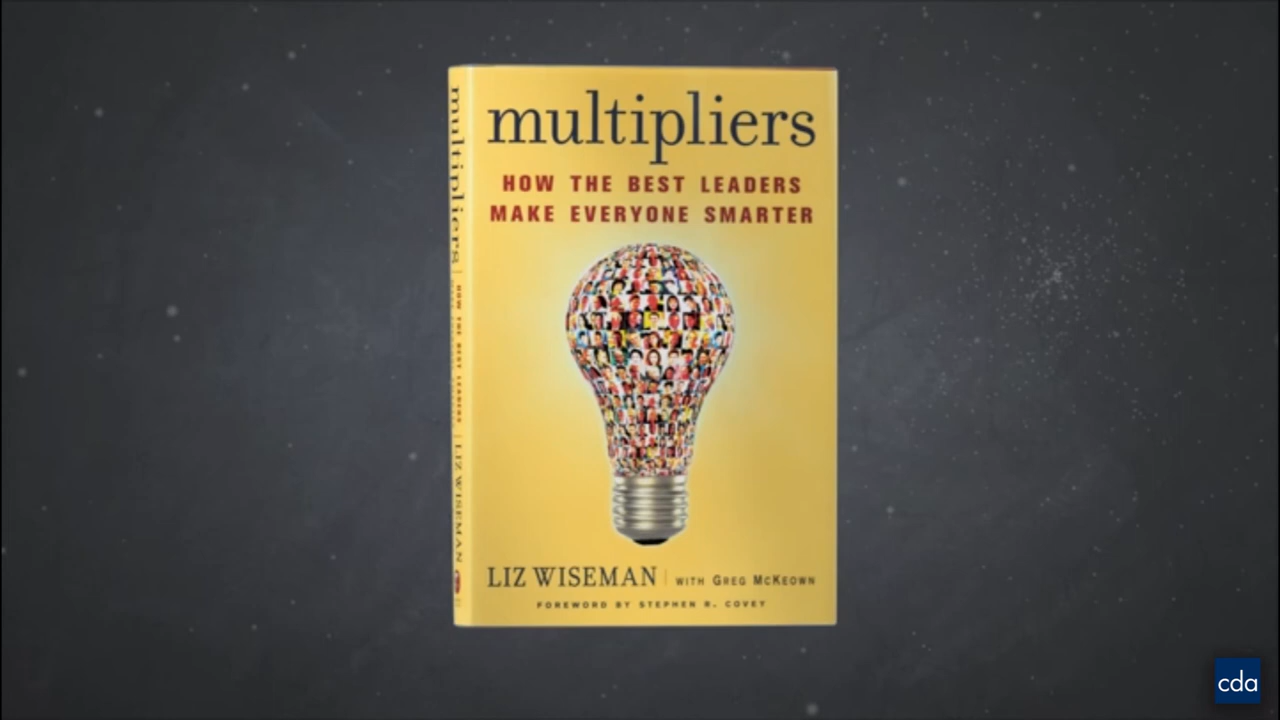 multipliers
HOW THE BEST LEADERS
MAKE EVERYONE SMARTER
LIZ WISEMAN | WITH GREG MCKEOWN
FOREWORD BY STEPHEN R. COVEY
multipliers | HOW THE BEST LEADERS | LIZ WISEMAN
cda